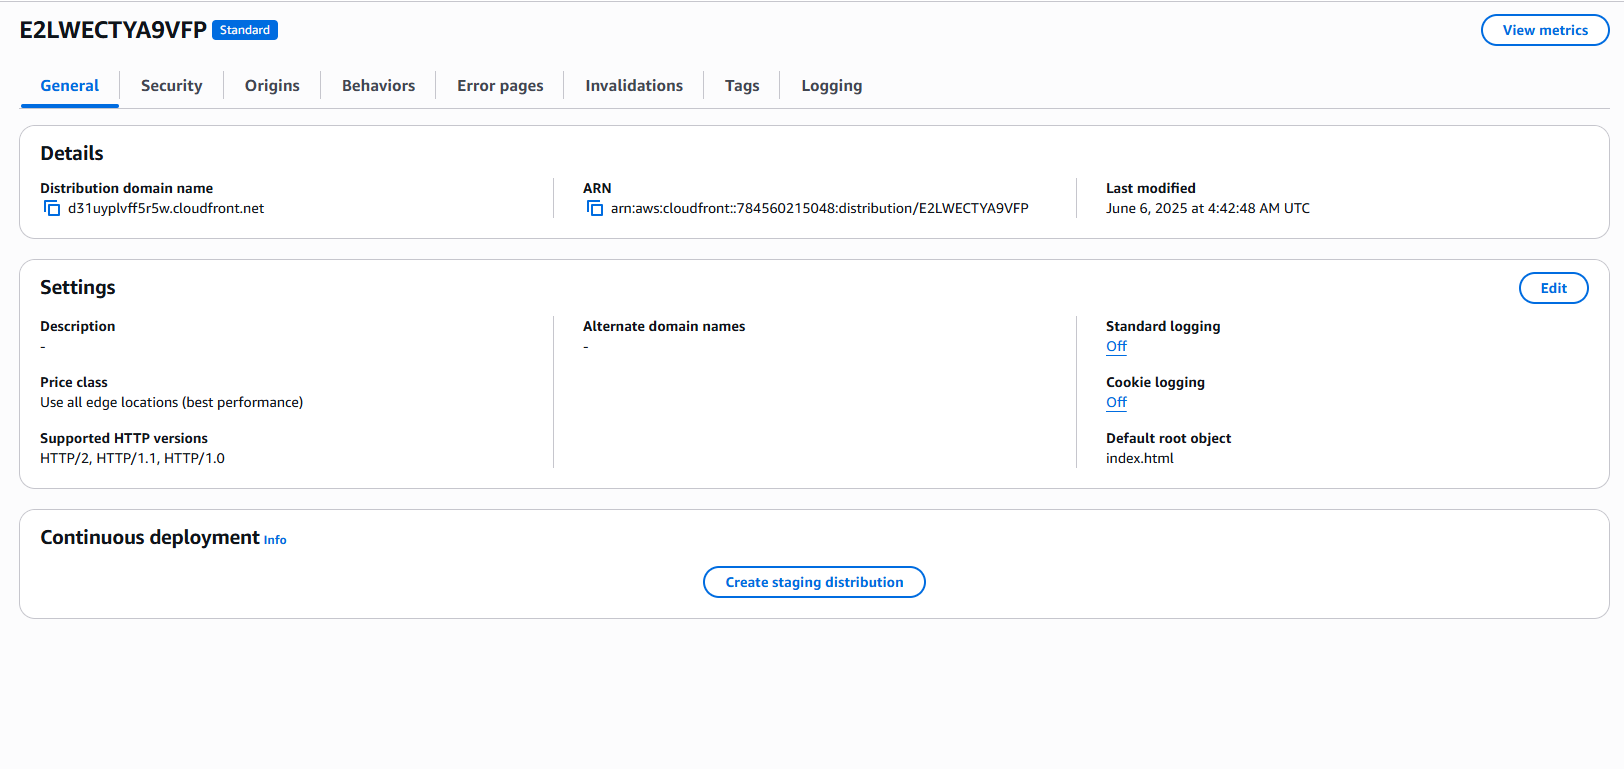 E2LWECTYA9VFP Standard View metrics
General Security Origins Behaviors Error pages Invalidations Tags Logging
Details
Distribution domain name ARN Last modified
d31uyplvff5r5w.cloudfront.net arn:aws:cloudfront::784560215048:distribution/E2LWECTYA9VFP June 6, 2025 at 4:42:48 AM UTC
Settings Edit
Description Alternate domain names Standard logging
- - Off
Price class Cookie logging
Use all edge locations (best performance) Off
Supported HTTP versions Default root object
HTTP/2, HTTP/1.1, HTTP/1.0 index.html
Continuous deployment Info
Create staging distribution